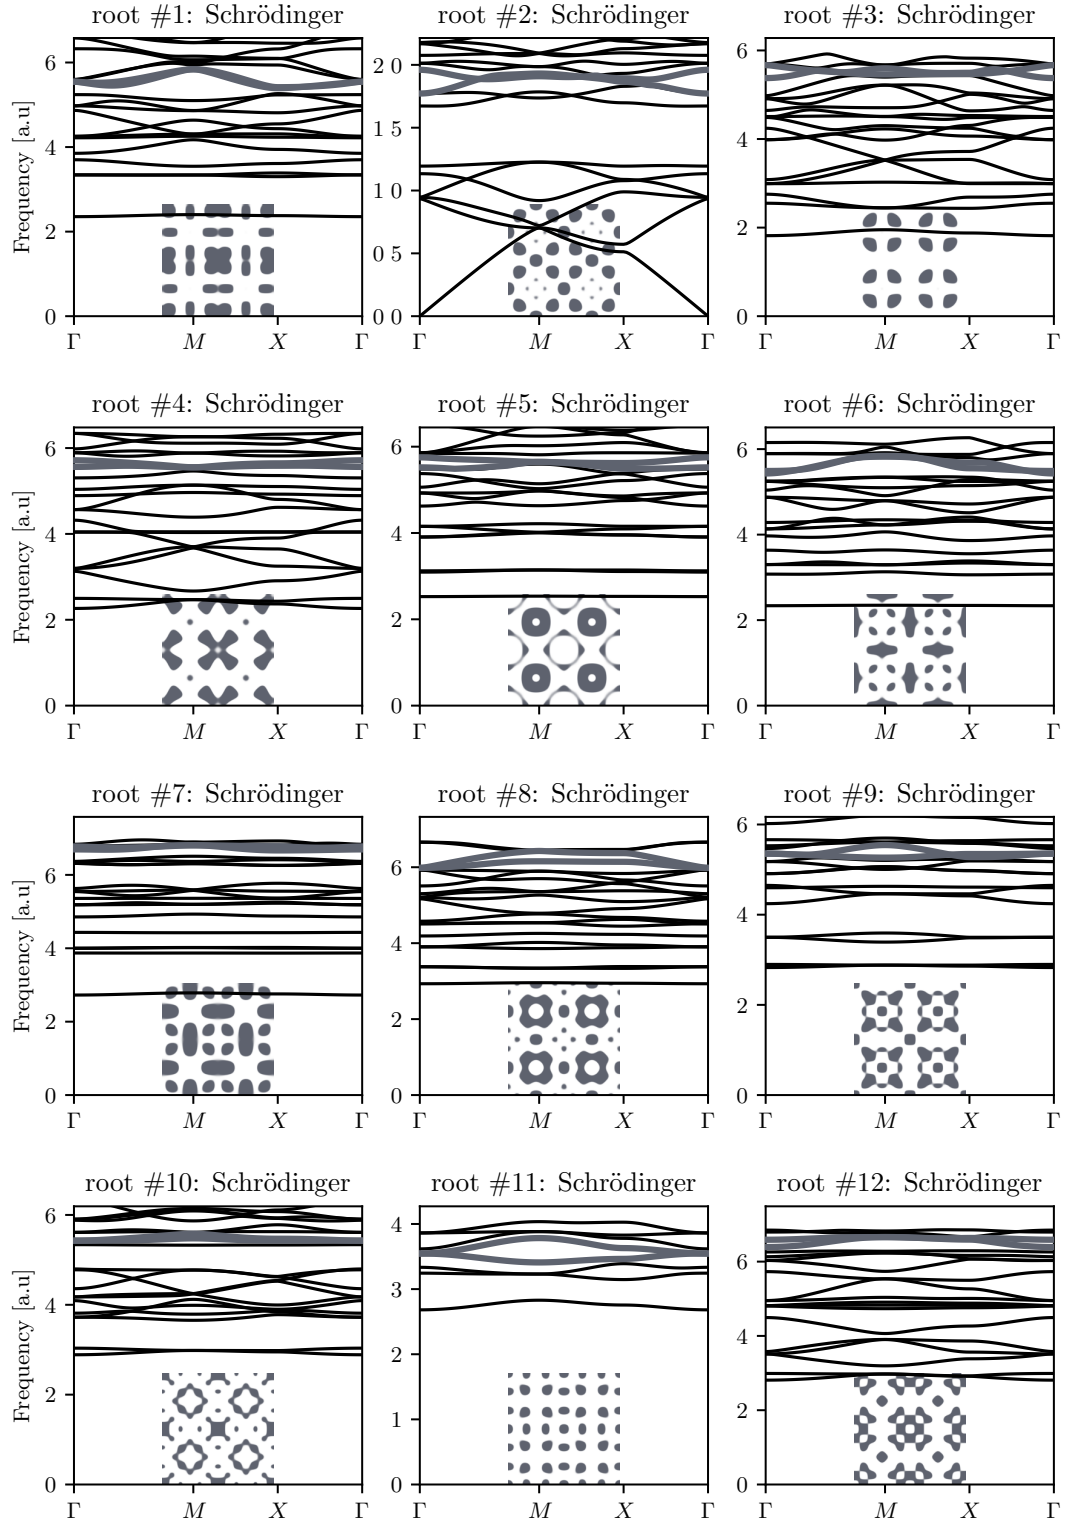 root #1: Schrödinger root #2: Schrödinger root #3: Schrödinger
Frequency [a.u
6
4
2
0
Γ M X Γ
2 0
1 5
1 0
0 5
0 0
Γ M X Γ
6
4
2
0
Γ M X Γ
root #4: Schrödinger root #5: Schrödinger root #6: Schrödinger
Frequency [a.u]
6
4
2
0
Γ M X Γ
6
4
2
0
Γ M X Γ
6
4
2
0
Γ M X Γ
root #7: Schrödinger root #8: Schrödinger root #9: Schrödinger
Frequency [a.u]
6
4
2
0
Γ M X Γ
6
4
2
0
Γ M X Γ
6
4
2
0
Γ M X Γ
root #10: Schrödinger root #11: Schrödinger root #12: Schrödinger
Frequency [a.u]
6
4
2
0
Γ M X Γ
4
3
2
1
0
Γ M X Γ
6
4
2
0
Γ M X Γ